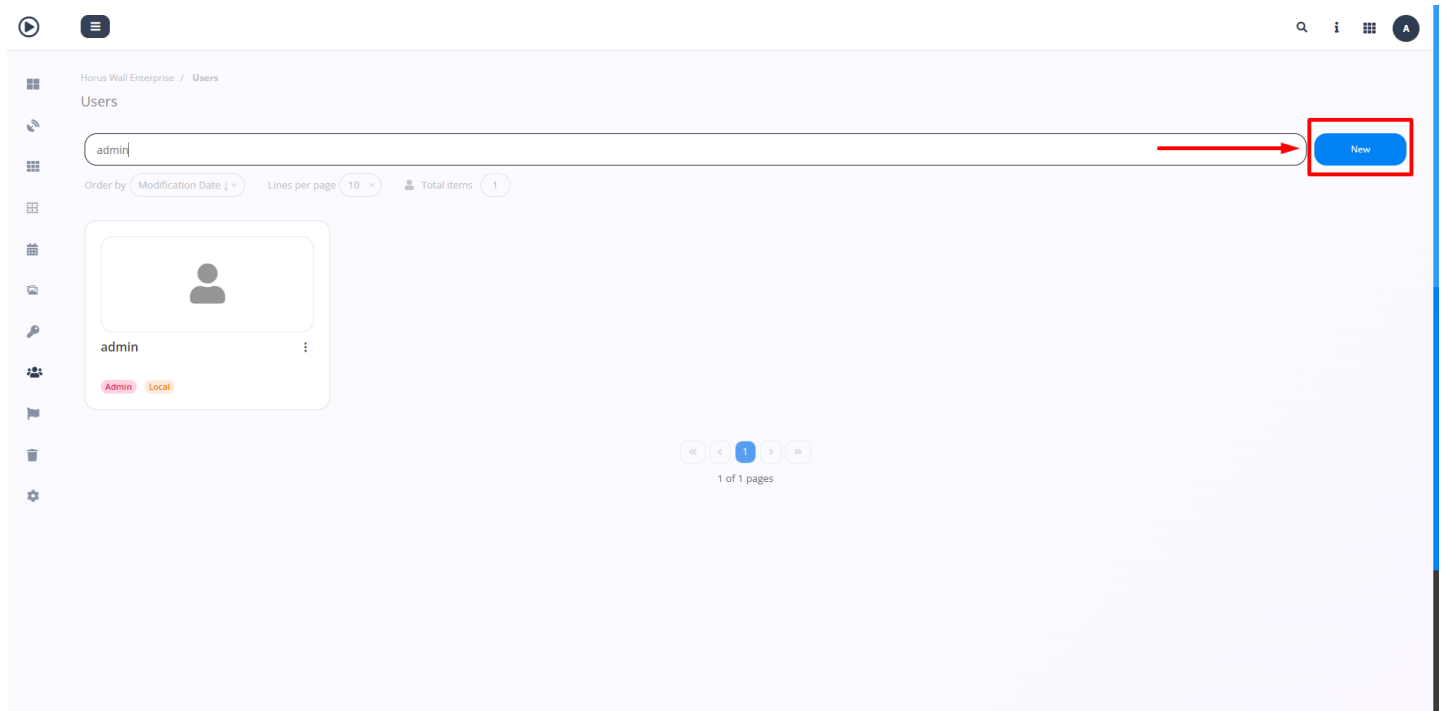 A
Horus Wall Enterprise / Users
Users
admin
New
Order by Modification Date ↓ Lines per page 10 Total items 1
admin
Admin Local
« < 1 > »
1 of 1 pages